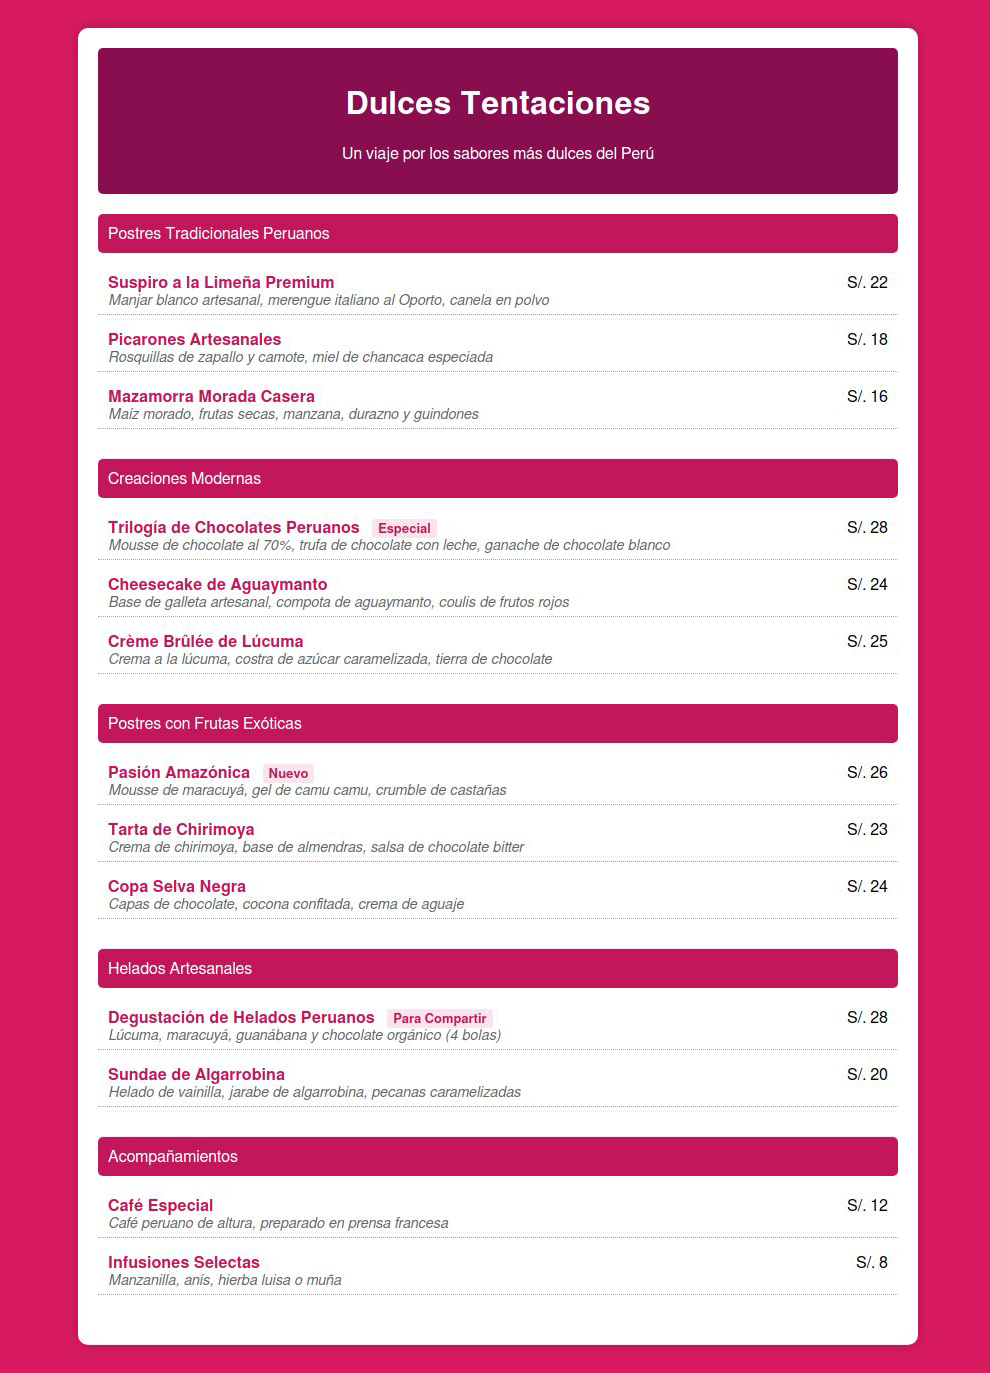 Dulces Tentaciones
Un viaje por los sabores más dulces del Perú
Postres Tradicionales Peruanos
Suspiro a la Limeña Premium S/. 22
Manjar blanco artesanal, merengue italiano al Oporto, canela en polvo
Picarones Artesanales S/. 18
Rosquillas de zapallo y camote, miel de chancaca especiada
Mazamorra Morada Casera S/. 16
Maíz morado, frutas secas, manzana, durazno y guindones
Creaciones Modernas
Trilogía de Chocolates Peruanos Especial S/. 28
Mousse de chocolate al 70%, trufa de chocolate con leche, ganache de chocolate blanco
Cheesecake de Aguaymanto S/. 24
Base de galleta artesanal, compota de aguaymanto, coulis de frutos rojos
Crème Brûlée de Lúcuma S/. 25
Crema a la lúcuma, costra de azúcar caramelizada, tierra de chocolate
Postres con Frutas Exóticas
Pasión Amazónica Nuevo S/. 26
Mousse de maracuyá, gel de camu camu, crumble de castañas
Tarta de Chirimoya S/. 23
Crema de chirimoya, base de almendras, salsa de chocolate bitter
Copa Selva Negra S/. 24
Capas de chocolate, cocona confitada, crema de aguaje
Helados Artesanales
Degustación de Helados Peruanos Para Compartir S/. 28
Lúcuma, maracuyá, guanábana y chocolate orgánico (4 bolas)
Sundae de Algarrobina S/. 20
Helado de vainilla, jarabe de algarrobina, pecanas caramelizadas
Acompañamientos
Café Especial S/. 12
Café peruano de altura, preparado en prensa francesa
Infusiones Selectas S/. 8
Manzanilla, anís, hierba luisa o muña